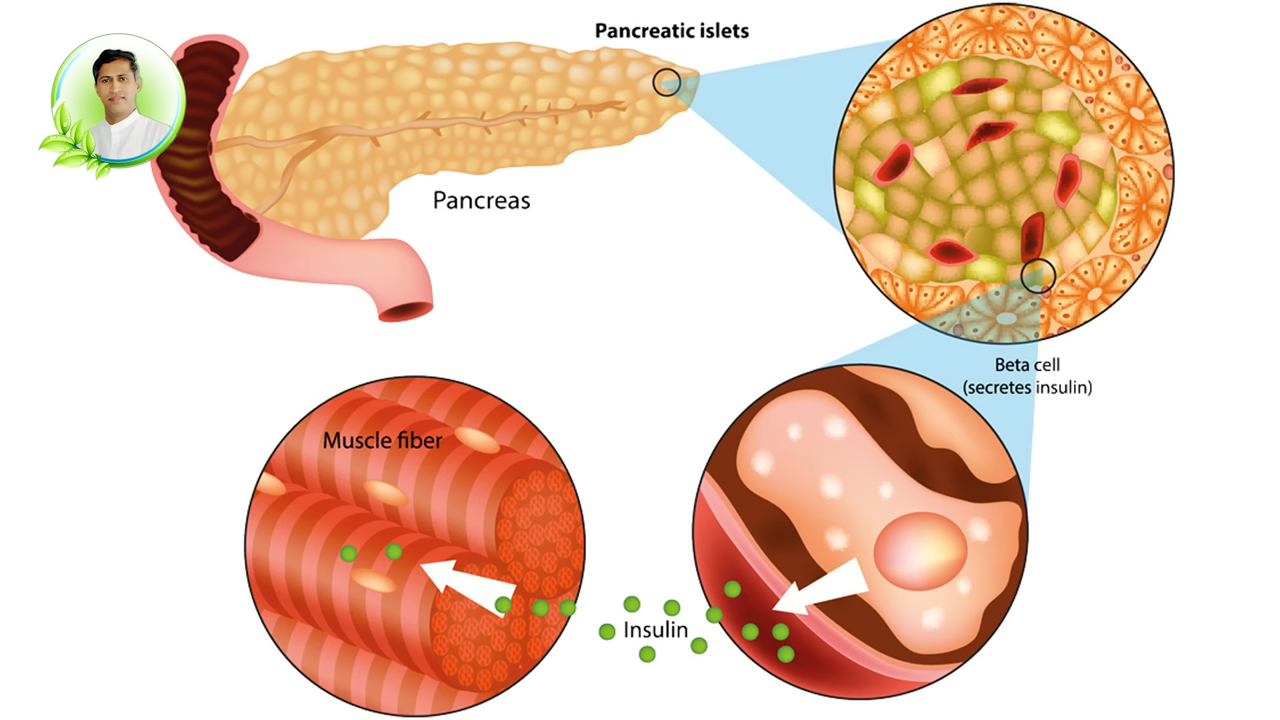 Pancreatic islets
Pancreas
Beta cell
(secretes insulin)
Muscle fiber
Insulin